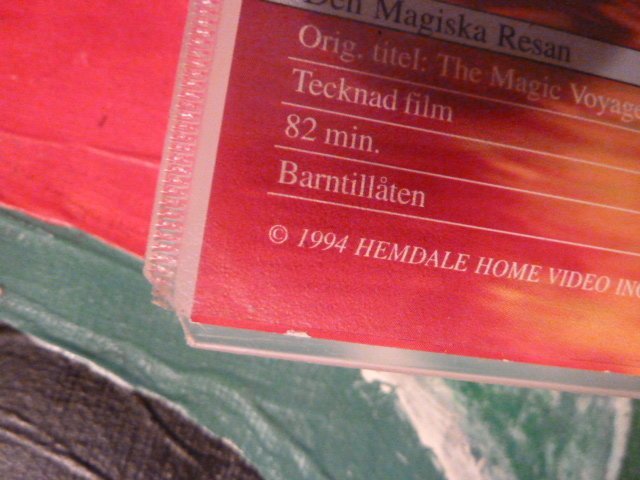 Den Magiska Resan
Orig. titel: The Magic Voyage
Tecknad film
82 min.
Barntillåten
© 1994 HEMDALE HOME VIDEO INC